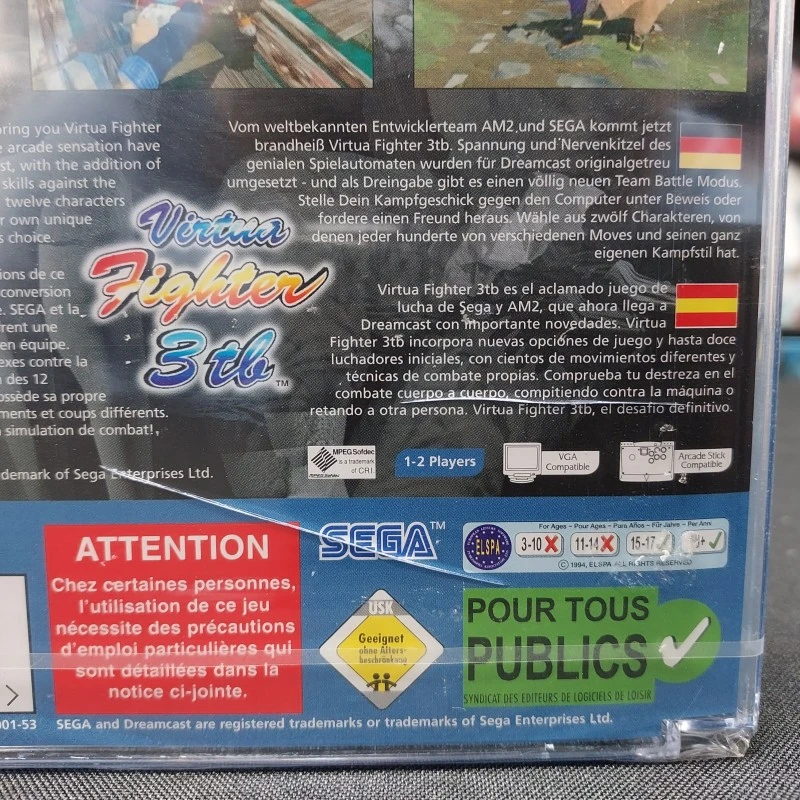 oring you Virtua Fighter
arcade sensation have
st, with the addition of
skills against the
twelve characters
r own unique
s choice.
Vom weltbekannten Entwicklerteam AM2,und SEGA kommt jetzt
brandheiß Virtua Fighter 3tb. Spannung und Nervenkitzel des
genialen Spielautomaten wurden für Dreamcast originalgetreu
umgesetzt - und als Dreingabe gibt es einen völlig neuen Team Battle Modus.
Stelle Dein Kampfgeschick gegen den Computer unter Beweis oder
fordere einen Freund heraus. Wähle aus zwölf Charakteren, von
denen jeder hunderte von verschiedenen Moves und seinen ganz
eigenen Kampfstil hat.
Virtua
Fighter
3tb™
ions de ce
conversion
e. SEGA et la
rent une
en équipe.
exes contre la
n des 12
ossède sa propre
ments et coups différents.
simulation de combat!
Virtua Fighter 3tb es el aclamado juego de
lucha de Sega y AM2, que ahora llega a
Dreamcast con importante novedades. Virtua
Fighter 3tb incorpora nuevas opciones de juego y hasta doce
luchadores iniciales, con cientos de movimientos diferentes y
técnicas de combate propias. Comprueba tu destreza en el
combate cuerpo a cuerpo, compitiendo contra la máquina o
retando a otra persona. Virtua Fighter 3tb, el desafio definitivo.
demark of Sega Enterprises Ltd.
MPEG Sofdec
is a trademark
of CRI.
1-2 Players
VGA
Compatible
Arcade Stick
Compatible
ATTENTION
Chez certaines personnes,
l'utilisation de ce jeu
nécessite des précautions
d'emploi particulières qui
sont détaillées dans la
notice ci-jointe.
SEGA™
ELSPA
For Ages – Pour Ages – Para Años – Für Jahre – Per Anni
3-10 11-14 15-17 18+
© 1994, ELSPA ALL RIGHTS RESERVED
USK
Geeignet
ohne Alters-
beschränkung
POUR TOUS
PUBLICS
SYNDICAT DES EDITEURS DE LOGICIELS DE LOISIR
001-53
SEGA and Dreamcast are registered trademarks or trademarks of Sega Enterprises Ltd.